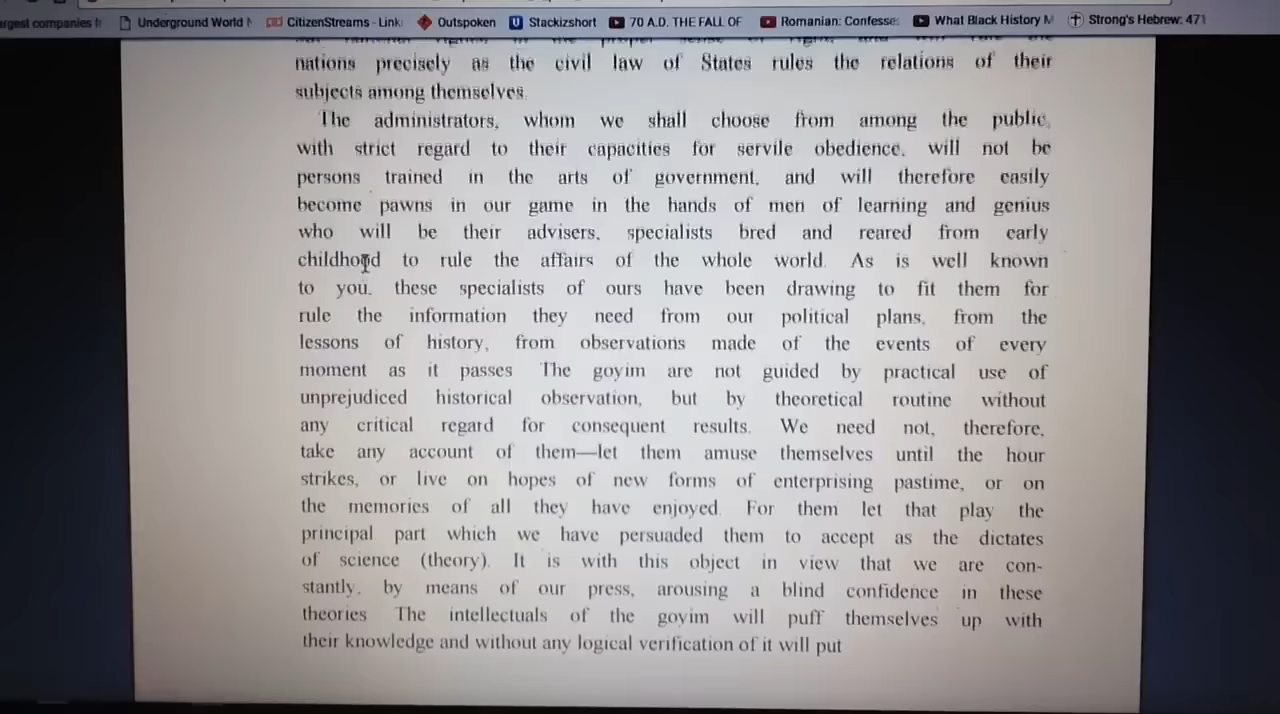 argest companies fr Underground World N CitizenStreams - Link Outspoken Stackizshort 70 A.D. THE FALL OF Romanian: Confesse: What Black History M Strong's Hebrew: 471
nations precisely as the civil law of States rules the relations of their
subjects among themselves.
The administrators, whom we shall choose from among the public,
with strict regard to their capacities for servile obedience, will not be
persons trained in the arts of government, and will therefore easily
become pawns in our game in the hands of men of learning and genius
who will be their advisers, specialists bred and reared from early
childhood to rule the affairs of the whole world. As is well known
to you, these specialists of ours have been drawing to fit them for
rule the information they need from our political plans, from the
lessons of history, from observations made of the events of every
moment as it passes The goyim are not guided by practical use of
unprejudiced historical observation, but by theoretical routine without
any critical regard for consequent results. We need not, therefore,
take any account of them—let them amuse themselves until the hour
strikes, or live on hopes of new forms of enterprising pastime, or on
the memories of all they have enjoyed. For them let that play the
principal part which we have persuaded them to accept as the dictates
of science (theory). It is with this object in view that we are con-
stantly, by means of our press, arousing a blind confidence in these
theories The intellectuals of the goyim will puff themselves up with
their knowledge and without any logical verification of it will put